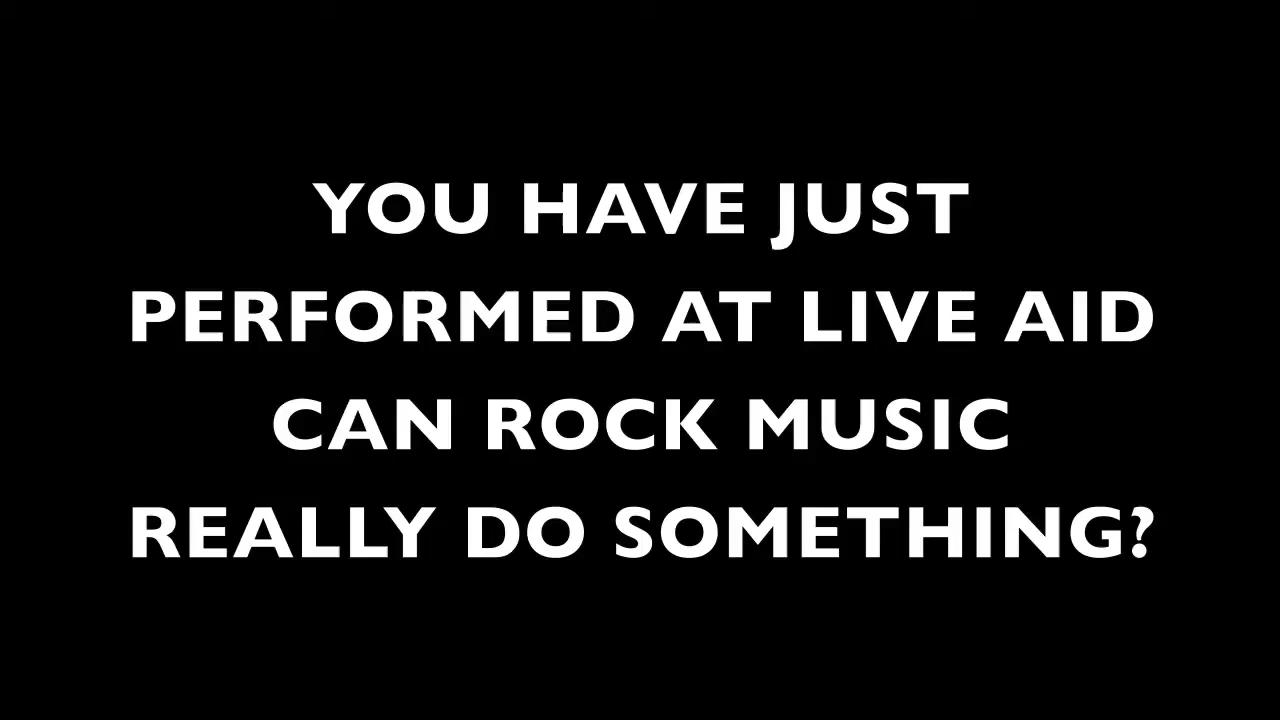 YOU HAVE JUST
PERFORMED AT LIVE AID
CAN ROCK MUSIC
REALLY DO SOMETHING?